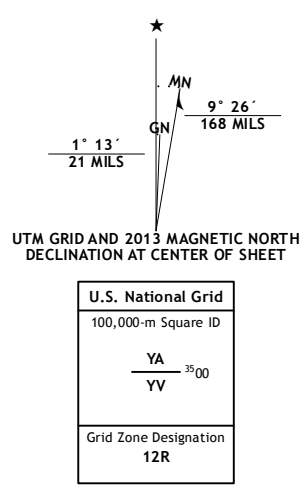 ★
MN
9° 26´
168 MILS
GN
1° 13´
21 MILS
UTM GRID AND 2013 MAGNETIC NORTH
DECLINATION AT CENTER OF SHEET
U.S. National Grid
100,000-m Square ID
YA
3500
YV
Grid Zone Designation
12R